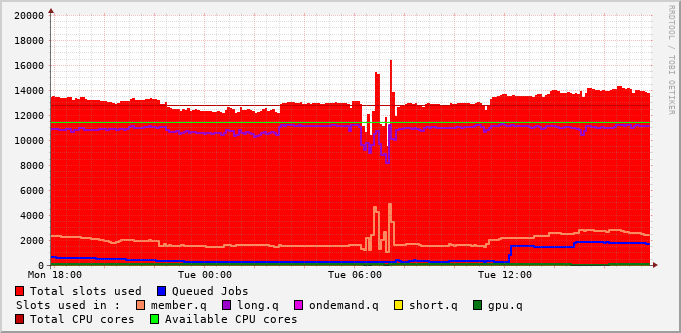 20000
18000
16000
14000
12000
10000
8000
6000
4000
2000
0
Mon 18:00 Tue 00:00 Tue 06:00 Tue 12:00
RRDTOOL / TOBI OETIKER
Total slots used Queued Jobs
Slots used in : member.q long.q ondemand.q short.q gpu.q
Total CPU cores Available CPU cores